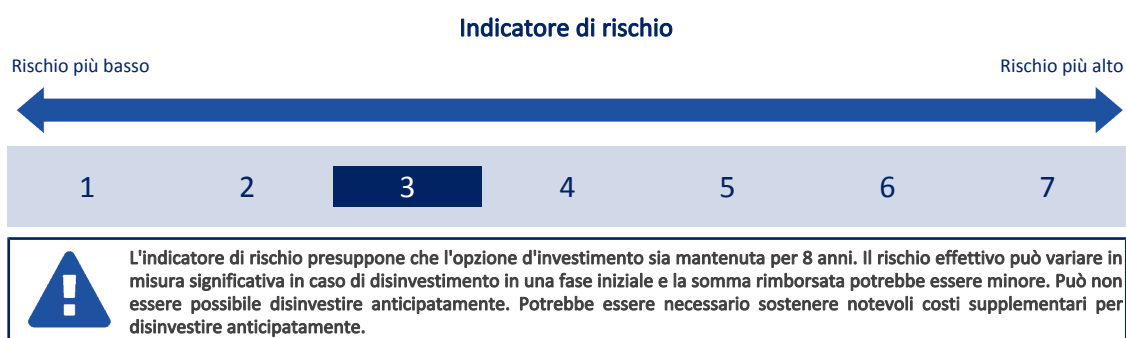 Indicatore di rischio
Rischio più basso
Rischio più alto
1 2 3 4 5 6 7
L'indicatore di rischio presuppone che l'opzione d'investimento sia mantenuta per 8 anni. Il rischio effettivo può variare in
misura significativa in caso di disinvestimento in una fase iniziale e la somma rimborsata potrebbe essere minore. Può non
essere possibile disinvestire anticipatamente. Potrebbe essere necessario sostenere notevoli costi supplementari per
disinvestire anticipatamente.